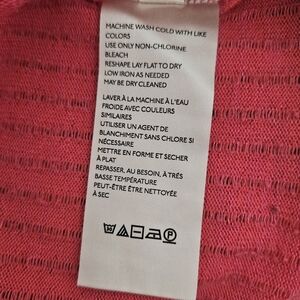 MACHINE WASH COLD WITH LIKE
COLORS
USE ONLY NON-CHLORINE
BLEACH
RESHAPE LAY FLAT TO DRY
LOW IRON AS NEEDED
MAY BE DRY CLEANED
LAVER À LA MACHINE À L'EAU
FROIDE AVEC COULEURS
SIMILAIRES
UTILISER UN AGENT DE
BLANCHIMENT SANS CHLORE SI
NÉCESSAIRE
METTRE EN FORME ET SECHER
À PLAT
REPASSER, AU BESOIN, À TRÈS
BASSE TEMPÉRATURE
PEUT-ÊTRE ÊTRE NETTOYÉE
À SEC